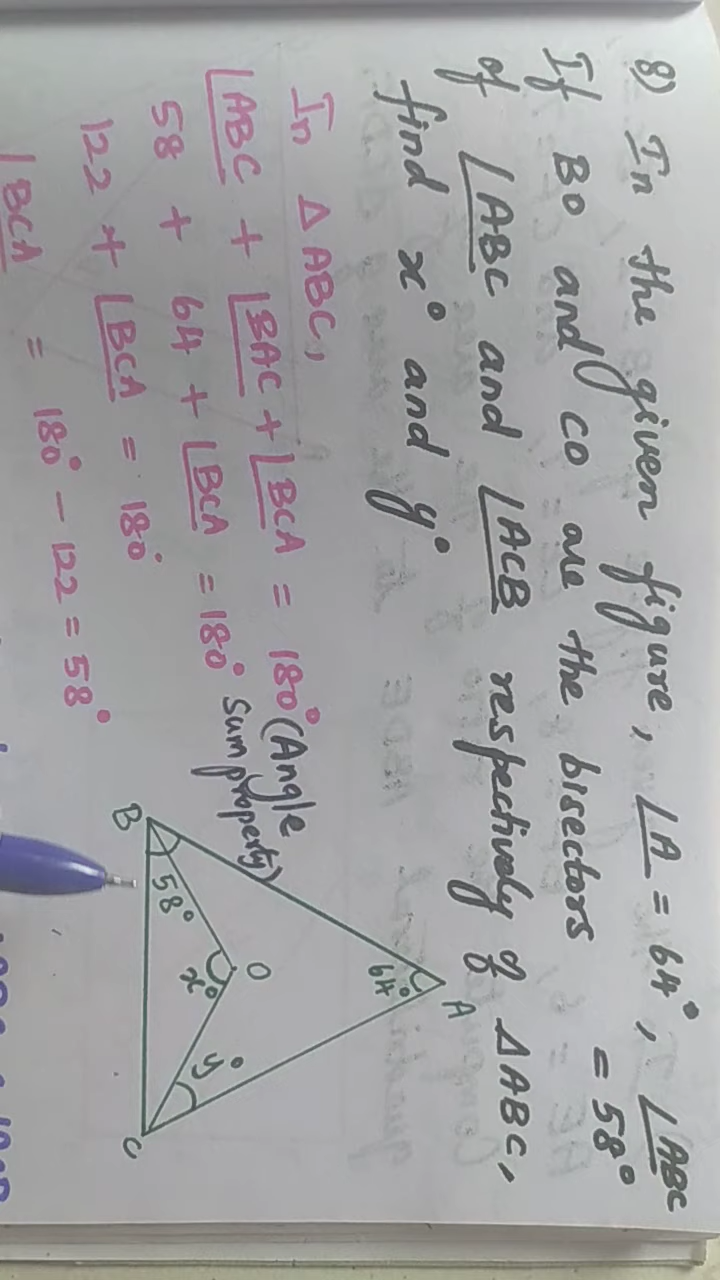 8) In the given figure, ∠A = 64°, ∠ABC = 58°
If BO and CO are the bisectors
of ∠ABC and ∠ACB respectively of ΔABC,
find x° and y°
In ΔABC,
∠ABC + ∠BAC + ∠BCA = 180° (Angle sum property)
58 + 64 + ∠BCA = 180°
122 + ∠BCA = 180°
∠BCA = 180° - 122 = 58°
A
64°
O
x°
y°
58°
B
C